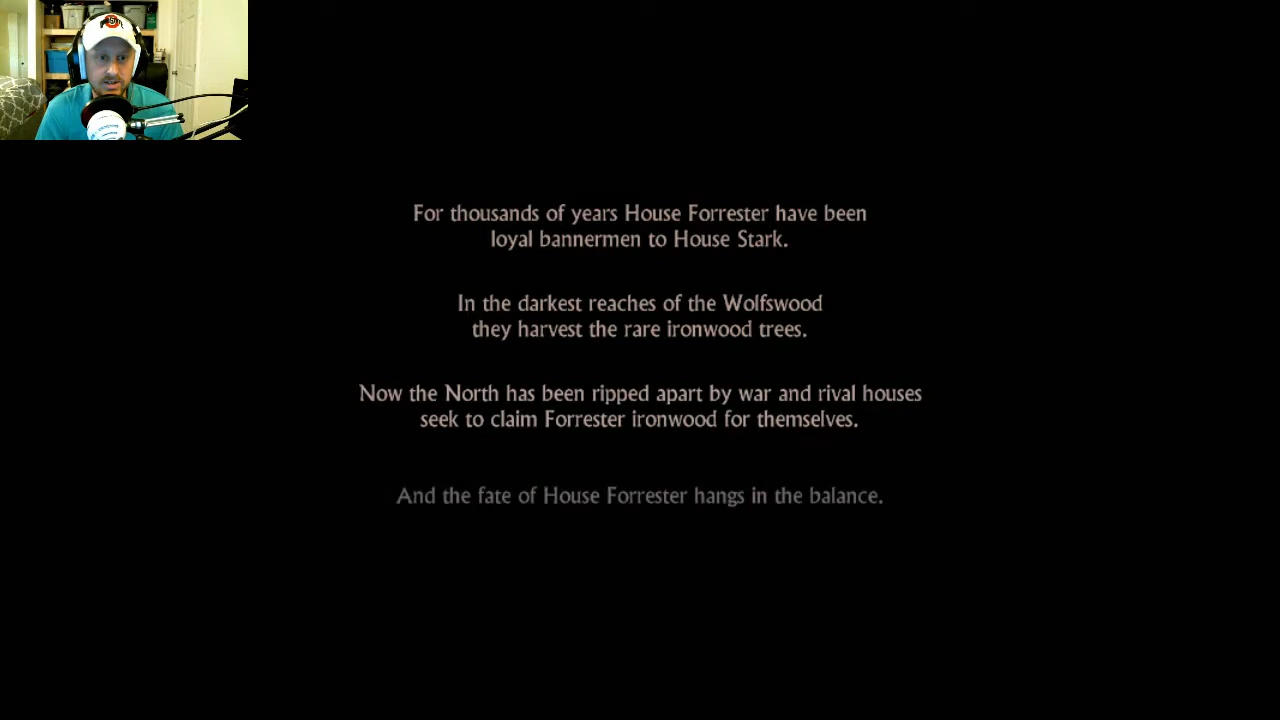 For thousands of years House Forrester have been
loyal bannermen to House Stark.
In the darkest reaches of the Wolfswood
they harvest the rare ironwood trees.
Now the North has been ripped apart by war and rival houses
seek to claim Forrester ironwood for themselves.
And the fate of House Forrester hangs in the balance.